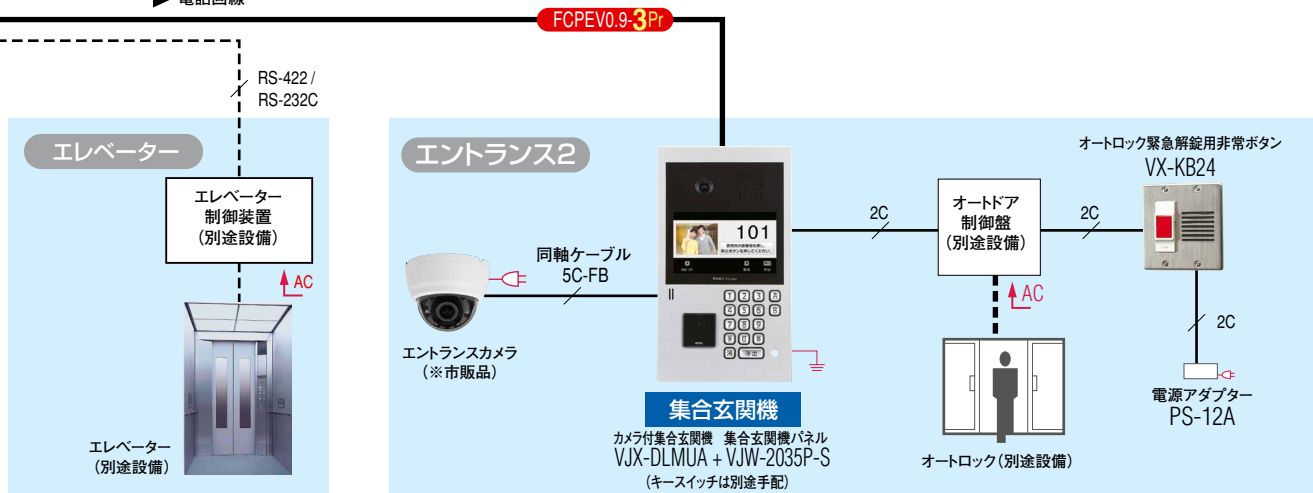 電話回線
FCPEV0.9-3Pr
RS-422 /
RS-232C
エレベーター
エレベーター
制御装置
(別途設備)
AC
エレベーター
(別途設備)
エントランス2
同軸ケーブル
5C-FB
エントランスカメラ
(※市販品)
101
集合玄関機
カメラ付集合玄関機 集合玄関機パネル
VJX-DLMUA + VJW-2035P-S
(キースイッチは別途手配)
2C
オートドア
制御盤
(別途設備)
AC
オートロック(別途設備)
2C
オートロック緊急解錠用非常ボタン
VX-KB24
2C
電源アダプター
PS-12A